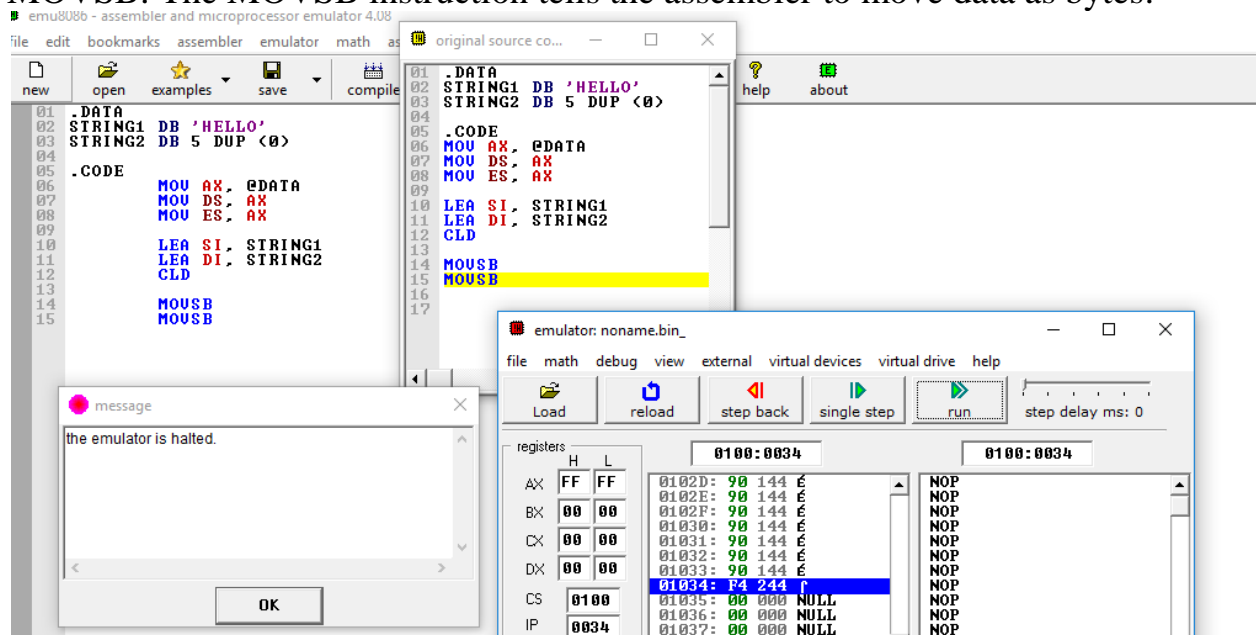 MOVSB: The MOVSB instruction tells the assembler to move data as bytes.
emu8086 - assembler and microprocessor emulator 4.08
file edit bookmarks assembler emulator math as
new open examples save compile
help about
01 .DATA
02 STRING1 DB 'HELLO'
03 STRING2 DB 5 DUP (0)
04
05 .CODE
06 MOV AX, @DATA
07 MOV DS, AX
08 MOV ES, AX
09
10 LEA SI, STRING1
11 LEA DI, STRING2
12 CLD
13
14 MOVSB
15 MOVSB
original source co...
01 .DATA
02 STRING1 DB 'HELLO'
03 STRING2 DB 5 DUP (0)
04
05 .CODE
06 MOV AX, @DATA
07 MOV DS, AX
08 MOV ES, AX
09
10 LEA SI, STRING1
11 LEA DI, STRING2
12 CLD
13
14 MOVSB
15 MOVSB
16
17
message
the emulator is halted.
OK
emulator: noname.bin_
file math debug view external virtual devices virtual drive help
Load reload step back single step run step delay ms: 0
registers
H L
AX FF FF
BX 00 00
CX 00 00
DX 00 00
CS 0100
IP 0034
0100:0034
0102D: 90 144 É
0102E: 90 144 É
0102F: 90 144 É
01030: 90 144 É
01031: 90 144 É
01032: 90 144 É
01033: 90 144 É
01034: F4 244 ⌠
01035: 00 000 NULL
01036: 00 000 NULL
01037: 00 000 NULL
0100:0034
NOP
NOP
NOP
NOP
NOP
NOP
NOP
NOP
NOP
NOP
NOP